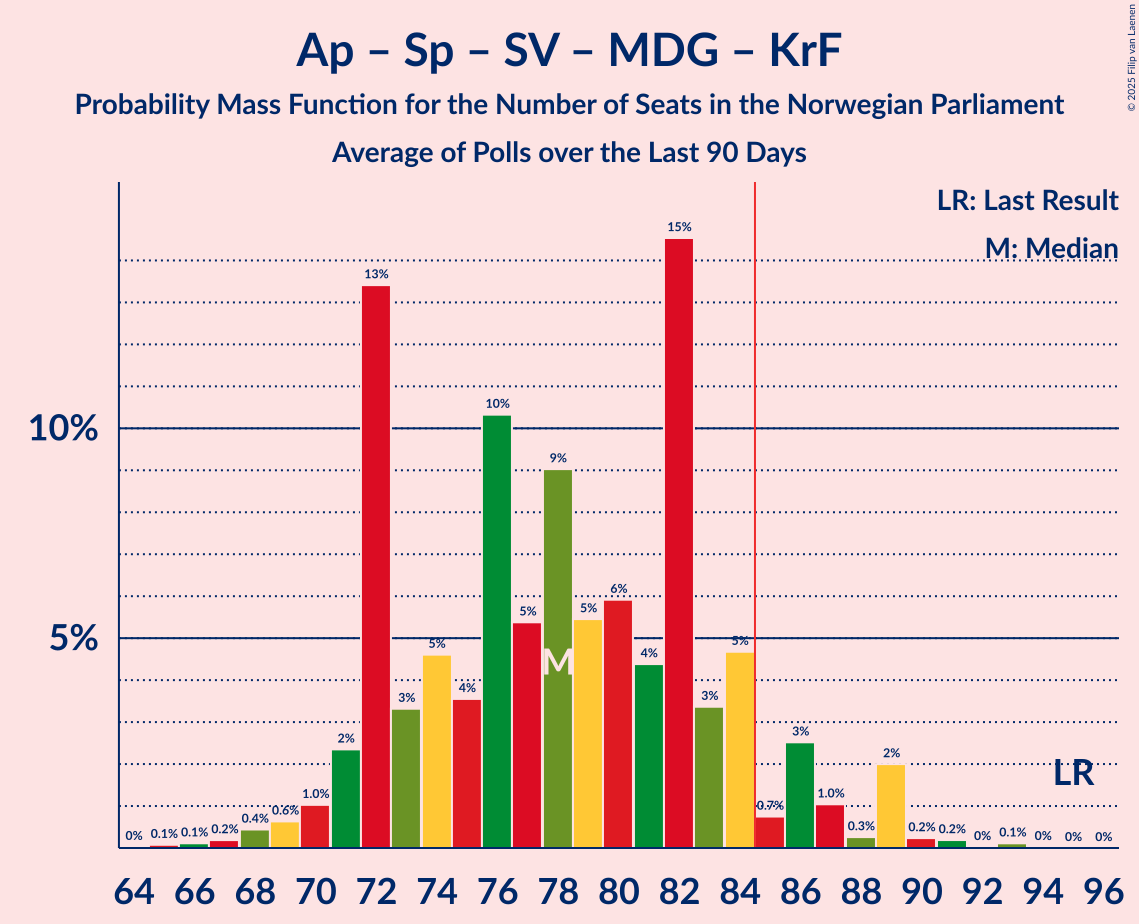 Ap – Sp – SV – MDG – KrF
Probability Mass Function for the Number of Seats in the Norwegian Parliament
Average of Polls over the Last 90 Days
© 2025 Filip van Laenen
LR: Last Result
M: Median
10%
5%
0% 0.1% 0.1% 0.2% 0.4% 0.6% 1.0% 2% 13% 3% 5% 4% 10% 5% 9% 5% 6% 4% 15% 3% 5% 0.7% 3% 1.0% 0.3% 2% 0.2% 0.2% 0% 0.1% 0% 0% 0%
M
LR
64 66 68 70 72 74 76 78 80 82 84 86 88 90 92 94 96